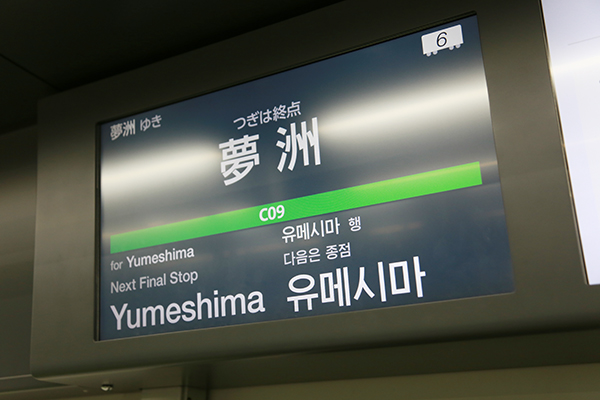 6
夢洲 ゆき
つぎは終点
夢洲
C09
for Yumeshima
Next Final Stop
Yumeshima
유메시마 행
다음은 종점
유메시마